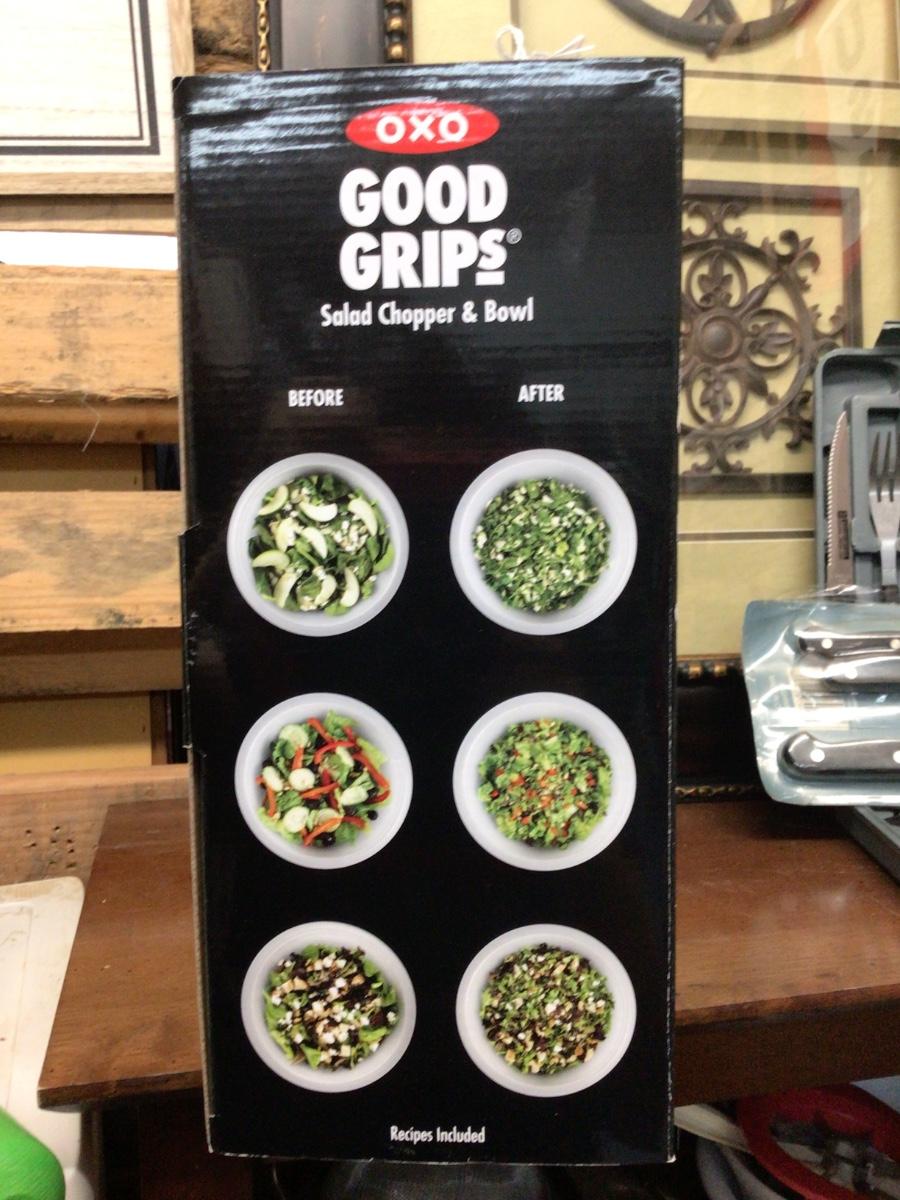 OXO
GOOD
GRIPS®
Salad Chopper & Bowl
BEFORE AFTER
Recipes Included